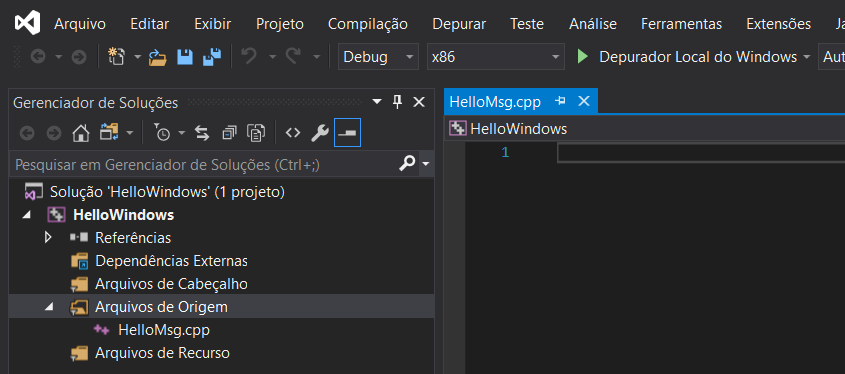 Arquivo Editar Exibir Projeto Compilação Depurar Teste Análise Ferramentas Extensões
Debug x86 Depurador Local do Windows Aut
Gerenciador de Soluções
HelloMsg.cpp
HelloWindows
Pesquisar em Gerenciador de Soluções (Ctrl+;)
1
Solução 'HelloWindows' (1 projeto)
HelloWindows
Referências
Dependências Externas
Arquivos de Cabeçalho
Arquivos de Origem
HelloMsg.cpp
Arquivos de Recurso